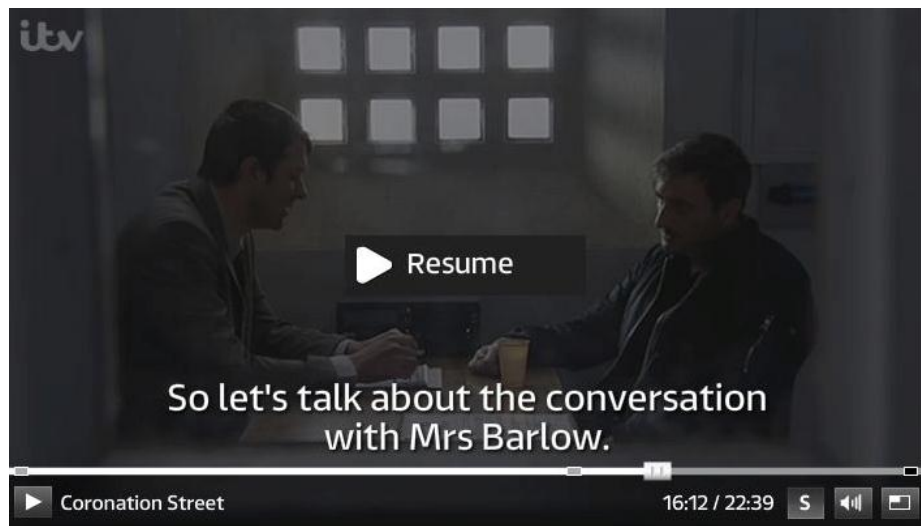 itv
Resume
So let's talk about the conversation
with Mrs Barlow.
Coronation Street
16:12 / 22:39
S